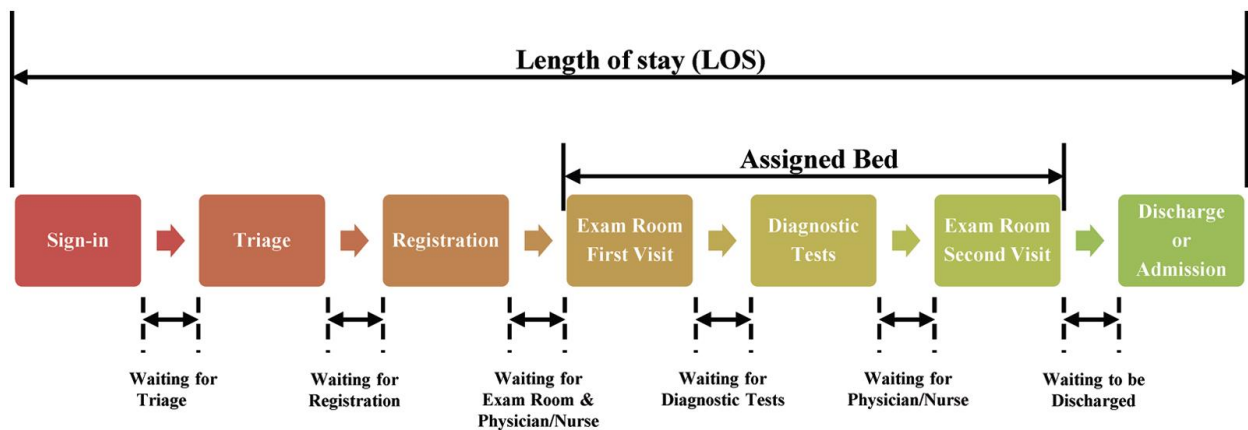 Length of stay (LOS)
Assigned Bed
Sign-in
Triage
Registration
Exam Room
First Visit
Diagnostic
Tests
Exam Room
Second Visit
Discharge
or
Admission
Waiting for
Triage
Waiting for
Registration
Waiting for
Exam Room &
Physician/Nurse
Waiting for
Diagnostic Tests
Waiting for
Physician/Nurse
Waiting to be
Discharged